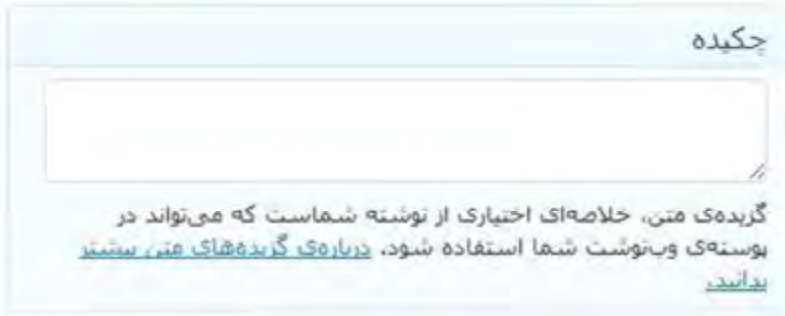 چکیده
گزیده‌ی متن، خلاصه‌ای اختیاری از نوشته شماست که می‌تواند در
پوسته‌ی وب‌نوشت شما استفاده شود. درباره‌ی گزیده‌های متن بیشتر
بدانید.